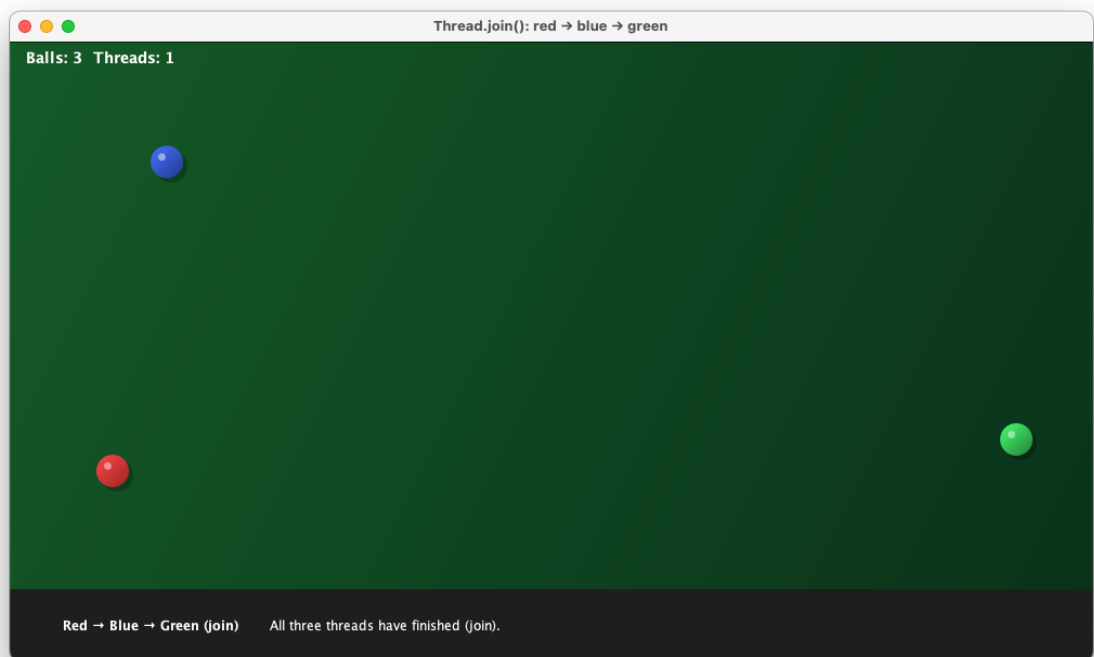 Thread.join(): red → blue → green
Balls: 3 Threads: 1
Red → Blue → Green (join) All three threads have finished (join).